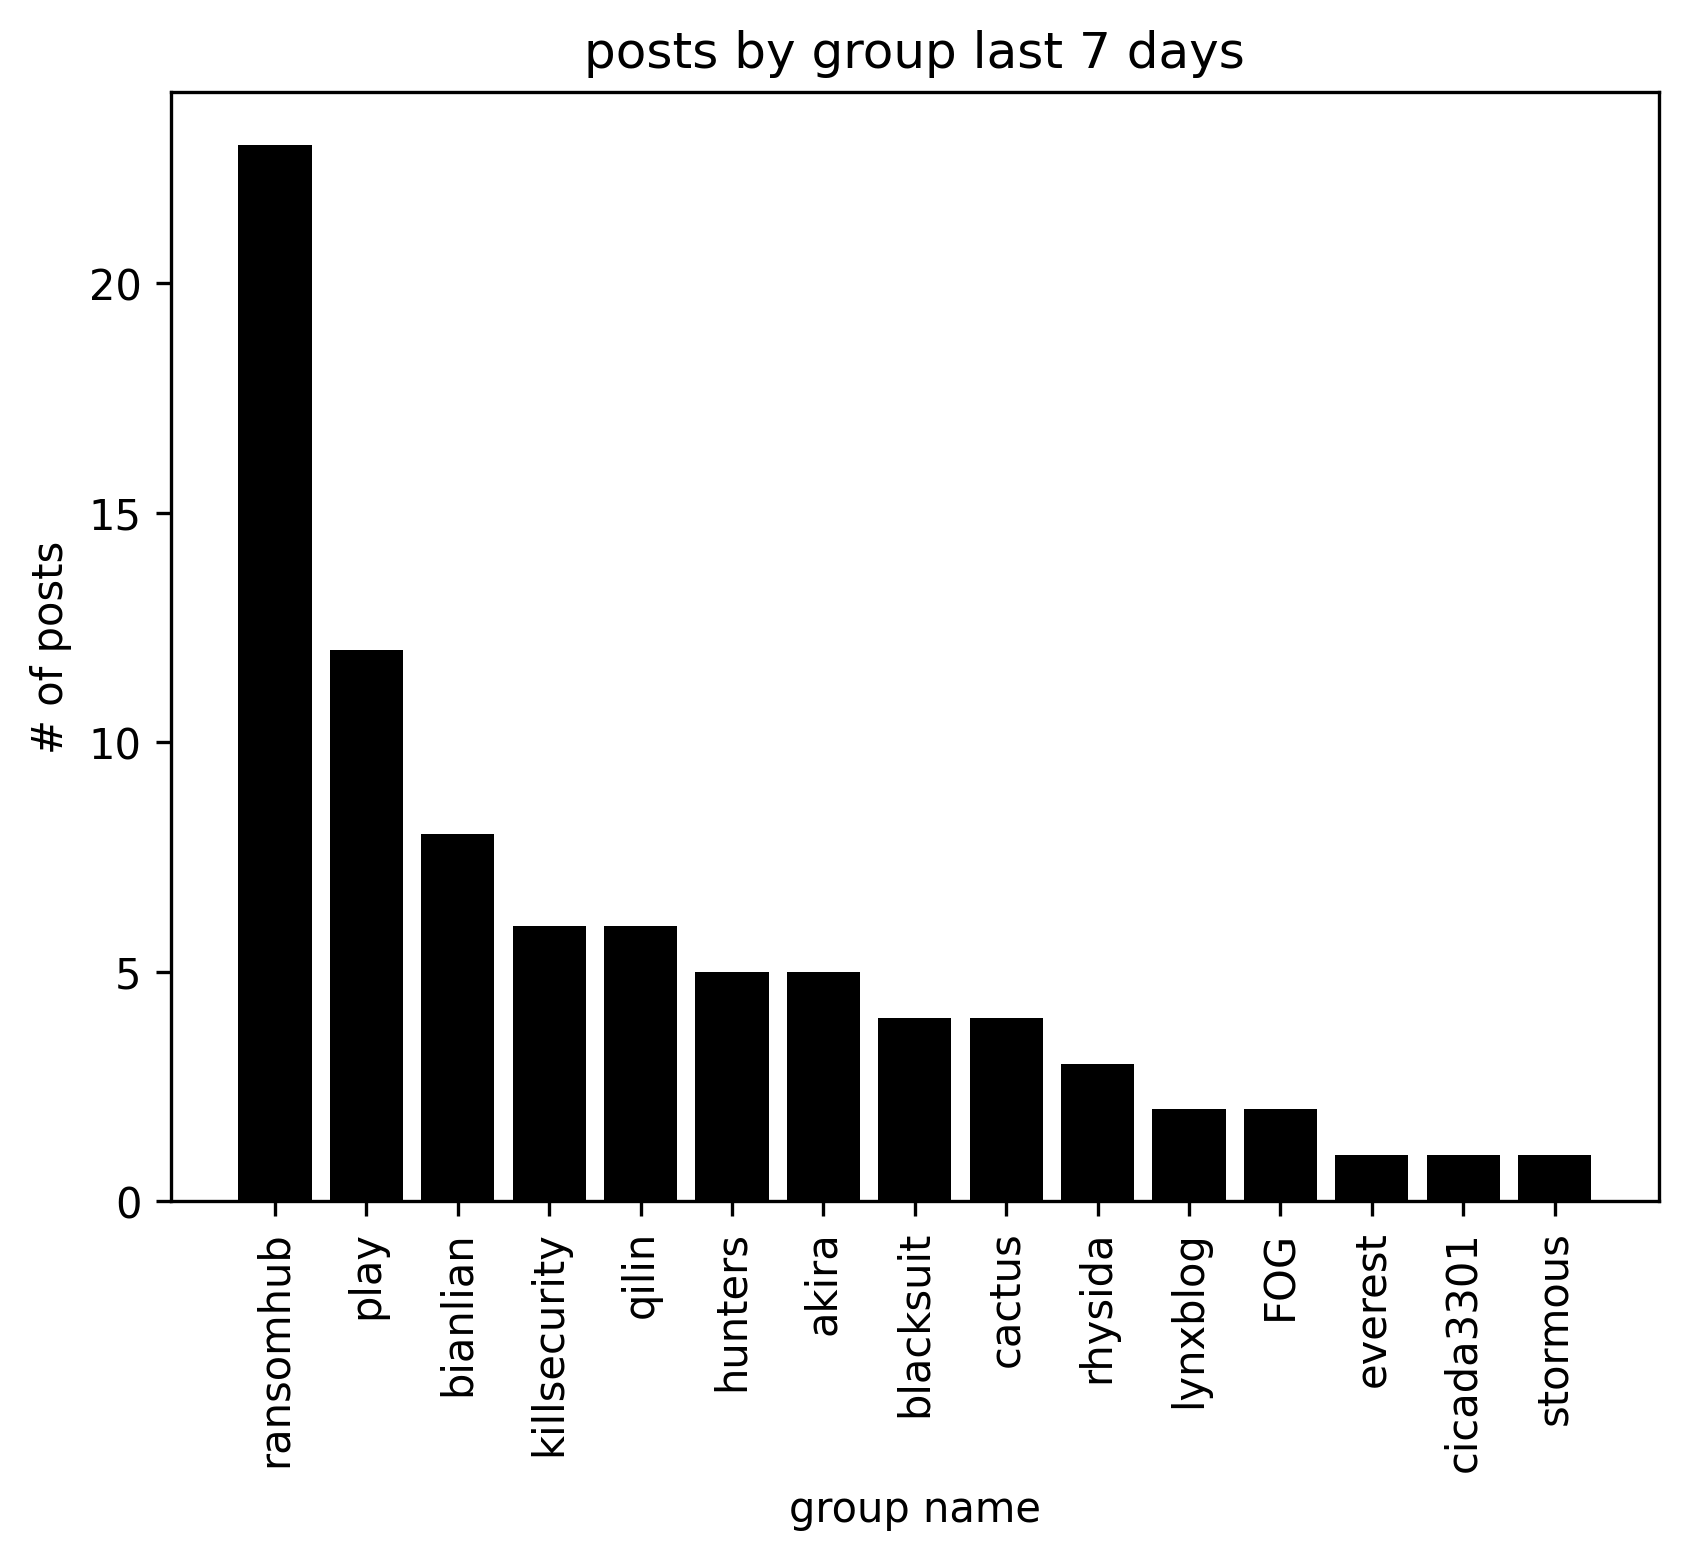 posts by group last 7 days
# of posts
20
15
10
5
0
ransomhub
play
bianlian
killsecurity
qilin
hunters
akira
blacksuit
cactus
rhysida
lynxblog
FOG
everest
cicada3301
stormous
group name